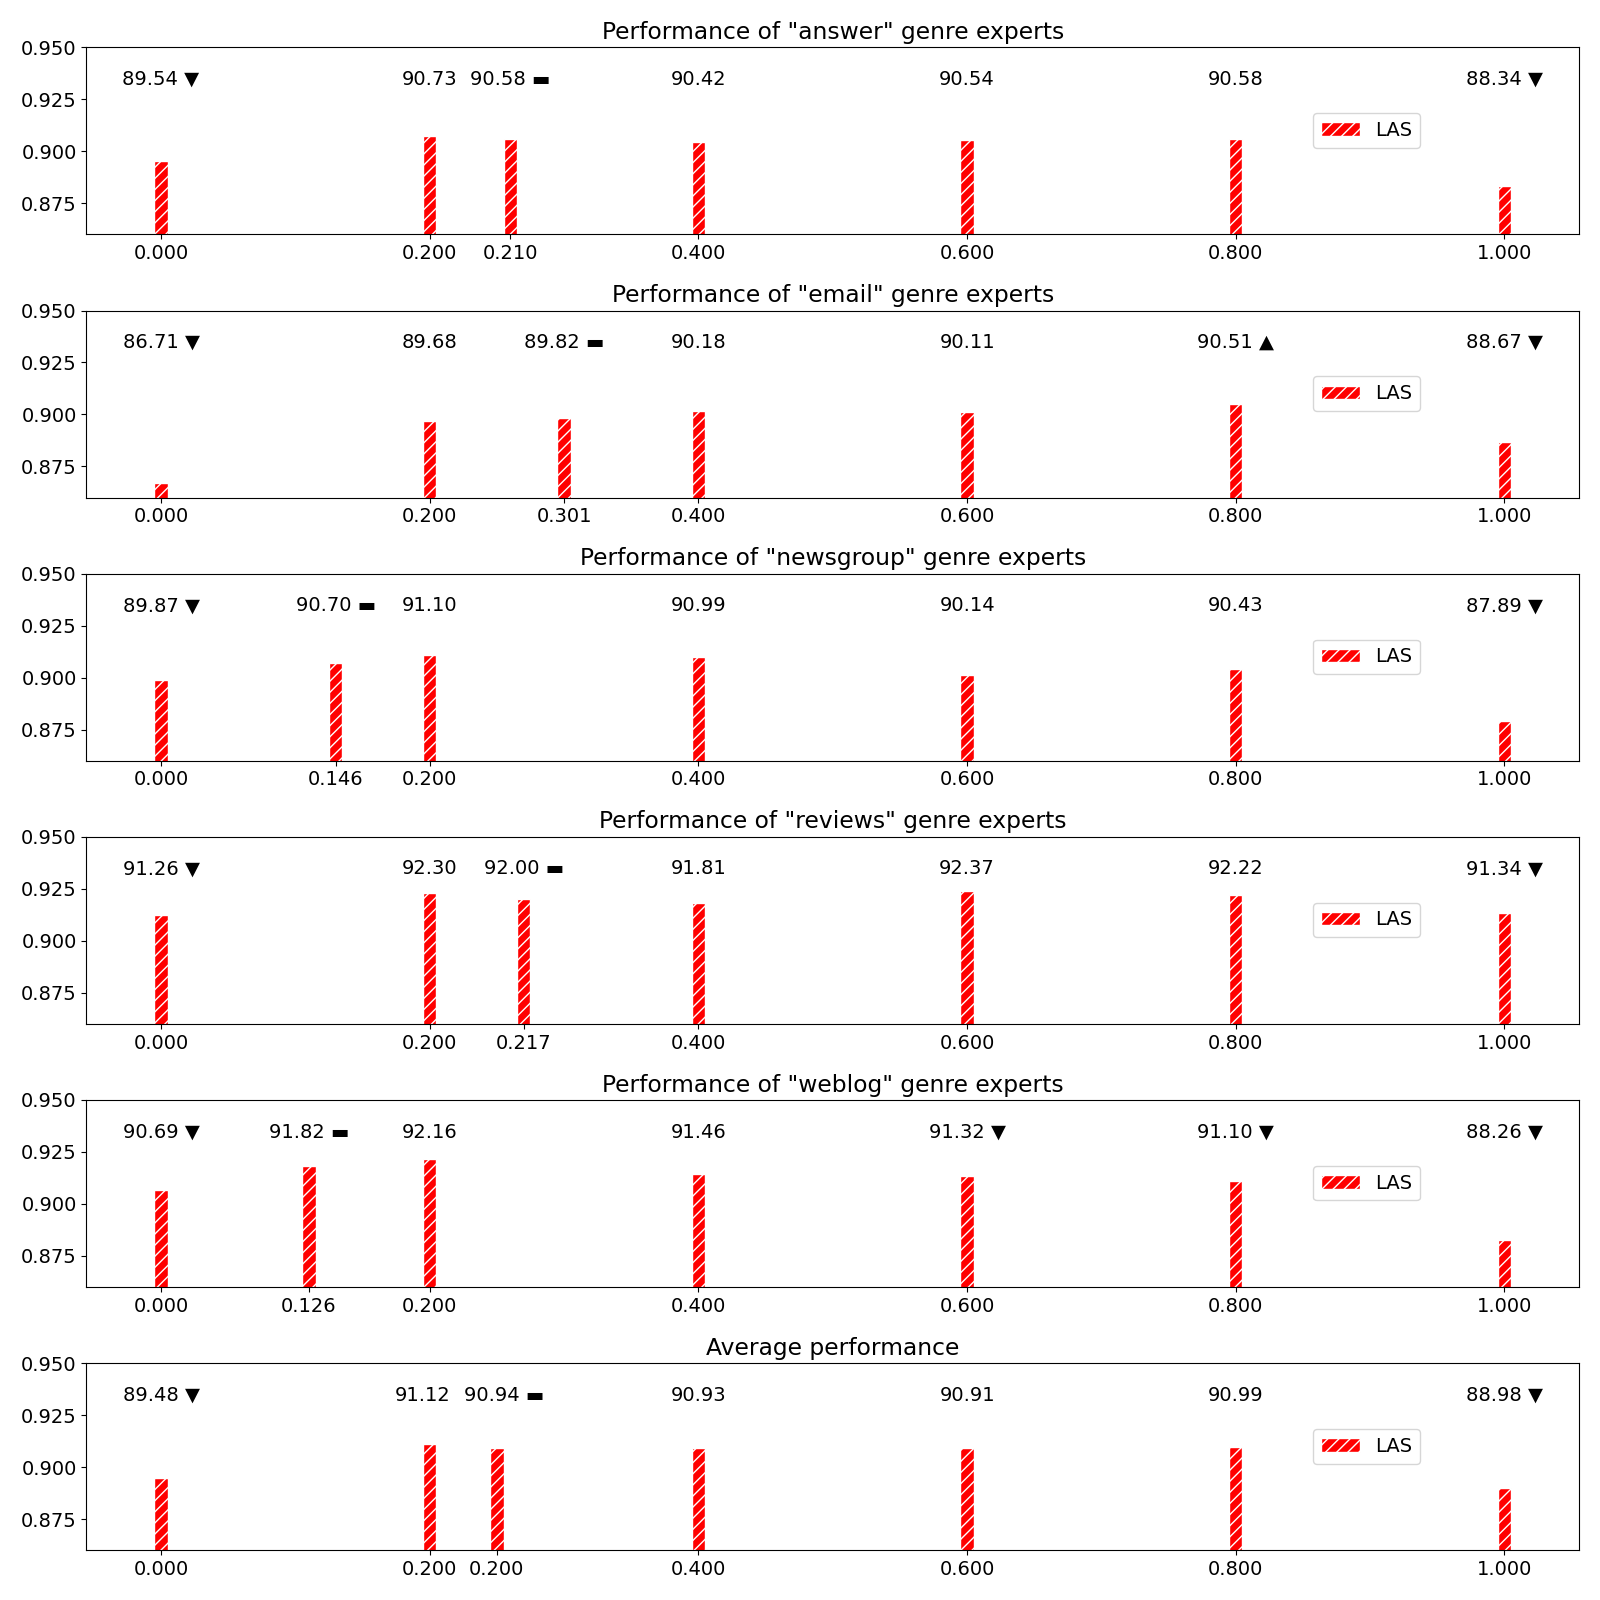 Performance of "answer" genre experts
0.950
89.54 ▼ 90.73 90.58 ▬ 90.42 90.54 90.58 88.34 ▼
0.925
LAS
0.900
0.875
0.000 0.200 0.210 0.400 0.600 0.800 1.000
Performance of "email" genre experts
0.950
86.71 ▼ 89.68 89.82 ▬ 90.18 90.11 90.51 ▲ 88.67 ▼
0.925
LAS
0.900
0.875
0.000 0.200 0.301 0.400 0.600 0.800 1.000
Performance of "newsgroup" genre experts
0.950
89.87 ▼ 90.70 ▬ 91.10 90.99 90.14 90.43 87.89 ▼
0.925
LAS
0.900
0.875
0.000 0.146 0.200 0.400 0.600 0.800 1.000
Performance of "reviews" genre experts
0.950
91.26 ▼ 92.30 92.00 ▬ 91.81 92.37 92.22 91.34 ▼
0.925
LAS
0.900
0.875
0.000 0.200 0.217 0.400 0.600 0.800 1.000
Performance of "weblog" genre experts
0.950
90.69 ▼ 91.82 ▬ 92.16 91.46 91.32 ▼ 91.10 ▼ 88.26 ▼
0.925
LAS
0.900
0.875
0.000 0.126 0.200 0.400 0.600 0.800 1.000
Average performance
0.950
89.48 ▼ 91.12 90.94 ▬ 90.93 90.91 90.99 88.98 ▼
0.925
LAS
0.900
0.875
0.000 0.200 0.200 0.400 0.600 0.800 1.000